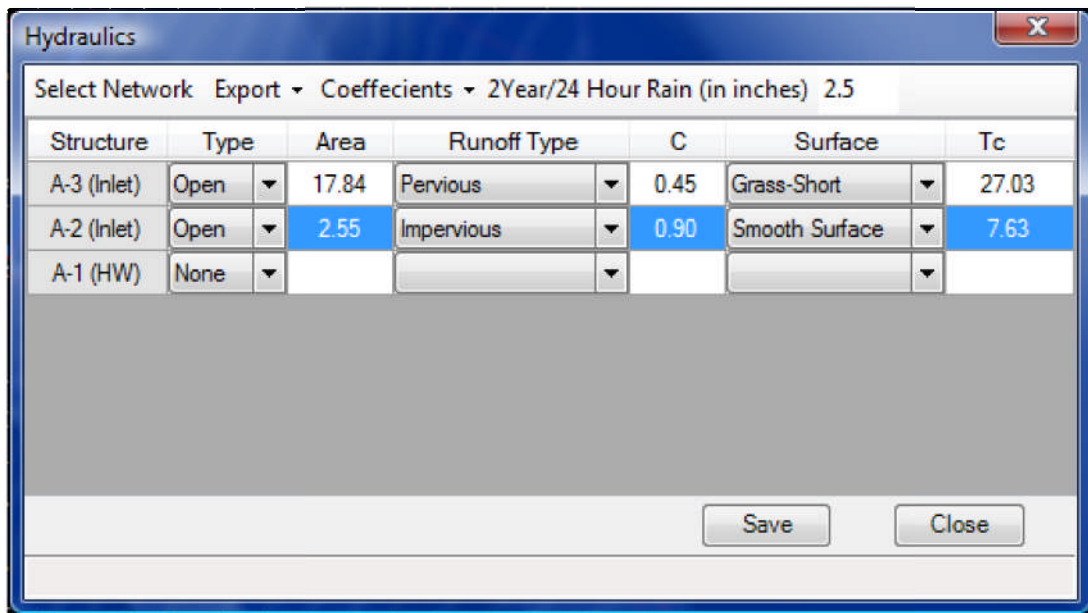 Hydraulics
Select Network Export Coeffecients 2Year/24 Hour Rain (in inches) 2.5
Structure Type Area Runoff Type C Surface Tc
A-3 (Inlet) Open 17.84 Pervious 0.45 Grass-Short 27.03
A-2 (Inlet) Open 2.55 Impervious 0.90 Smooth Surface 7.63
A-1 (HW) None
Save Close